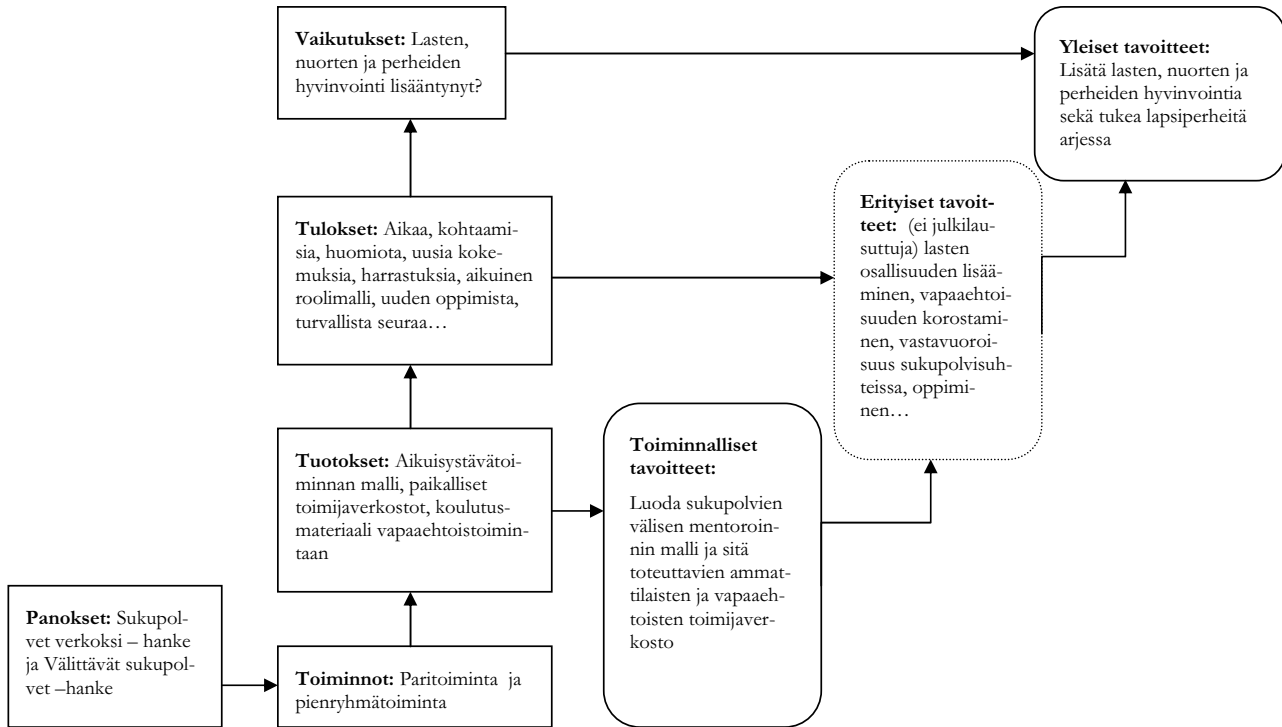 Vaikutukset: Lasten,
nuorten ja perheiden
hyvinvointi lisääntynyt?
Yleiset tavoitteet:
Lisätä lasten, nuorten ja
perheiden hyvinvointia
sekä tukea lapsiperheitä
arjessa
Tulokset: Aikaa, kohtaami-
sia, huomiota, uusia koke-
muksia, harrastuksia, aikuinen
roolimalli, uuden oppimista,
turvallista seuraa…
Erityiset tavoit-
teet: (ei julkilau-
suttuja) lasten
osallisuuden lisää-
minen, vapaaehtoi-
suuden korostami-
nen, vastavuoroi-
suus sukupolvisuh-
teissa, oppimi-
nen…
Tuotokset: Aikuisystävätoi-
minnan malli, paikalliset
toimijaverkostot, koulutus-
materiaali vapaaehtoistoimin-
taan
Toiminnalliset
tavoitteet:
Luoda sukupolvien
välisen mentoroin-
nin malli ja sitä
toteuttavien ammat-
tilaisten ja vapaaeh-
toisten toimijaver-
kosto
Panokset: Sukupol-
vet verkoksi – hanke
ja Välittävät sukupol-
vet –hanke
Toiminnot: Paritoiminta ja
pienryhmätoiminta